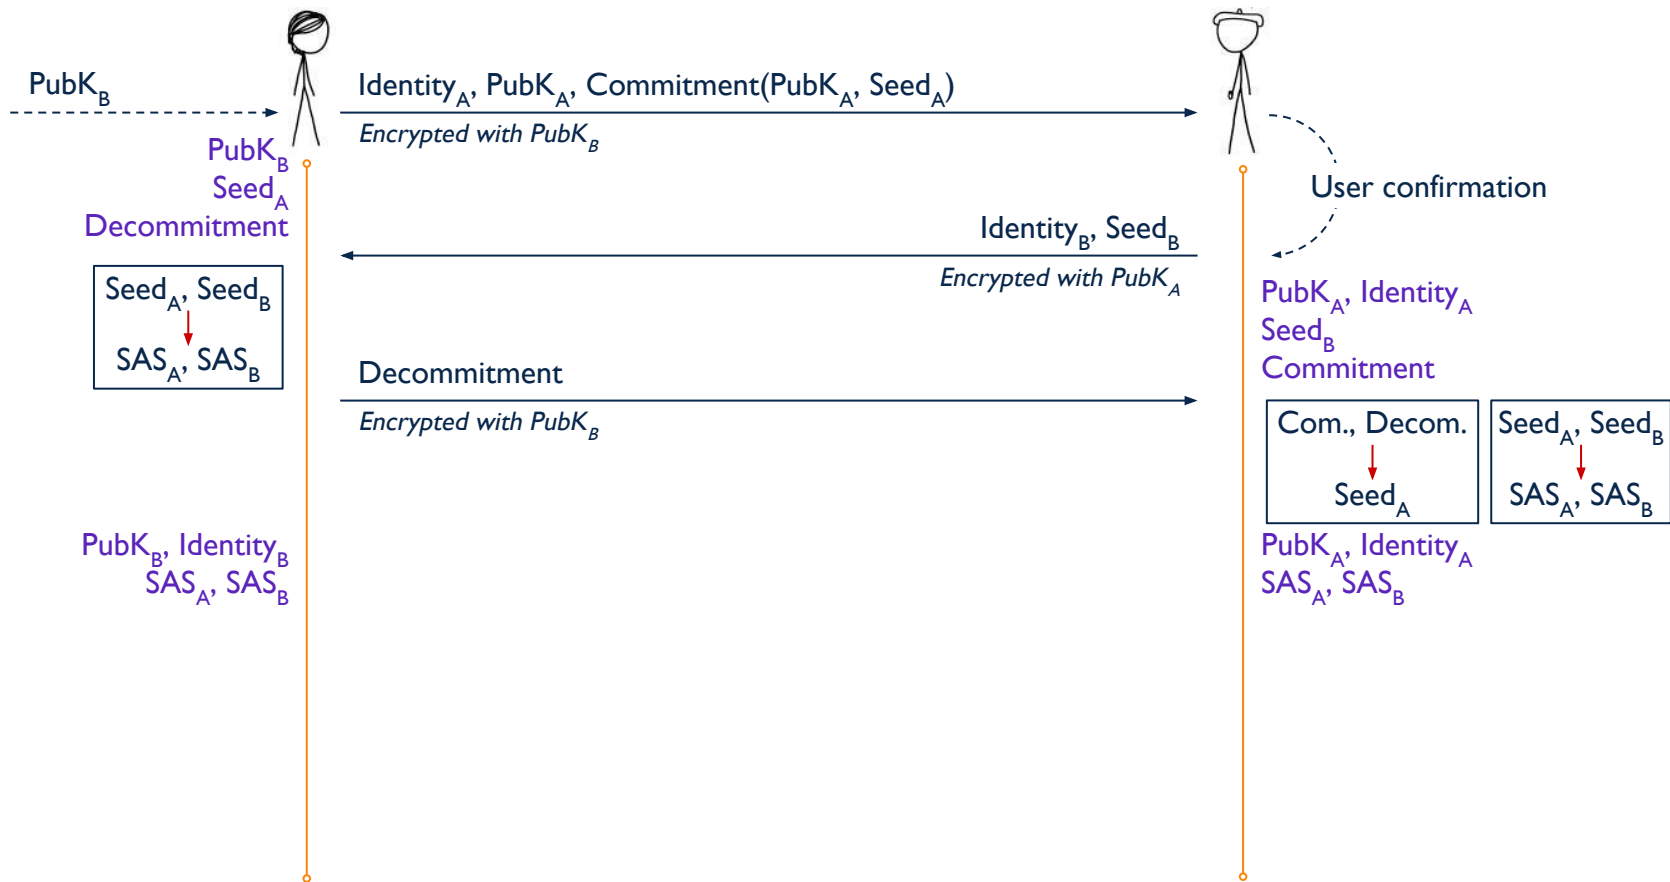 PubK_B
Identity_A, PubK_A, Commitment(PubK_A, Seed_A)
Encrypted with PubK_B
PubK_B
Seed_A
Decommitment
User confirmation
Identity_B, Seed_B
Encrypted with PubK_A
Seed_A, Seed_B
SAS_A, SAS_B
PubK_A, Identity_A
Seed_B
Commitment
Decommitment
Encrypted with PubK_B
Com., Decom.
Seed_A
Seed_A, Seed_B
SAS_A, SAS_B
PubK_B, Identity_B
SAS_A, SAS_B
PubK_A, Identity_A
SAS_A, SAS_B